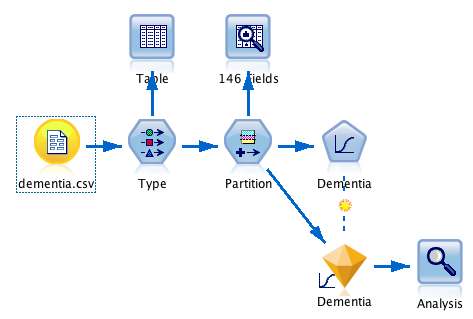 Table
146 Fields
dementia.csv
Type
Partition
Dementia
Dementia
Analysis